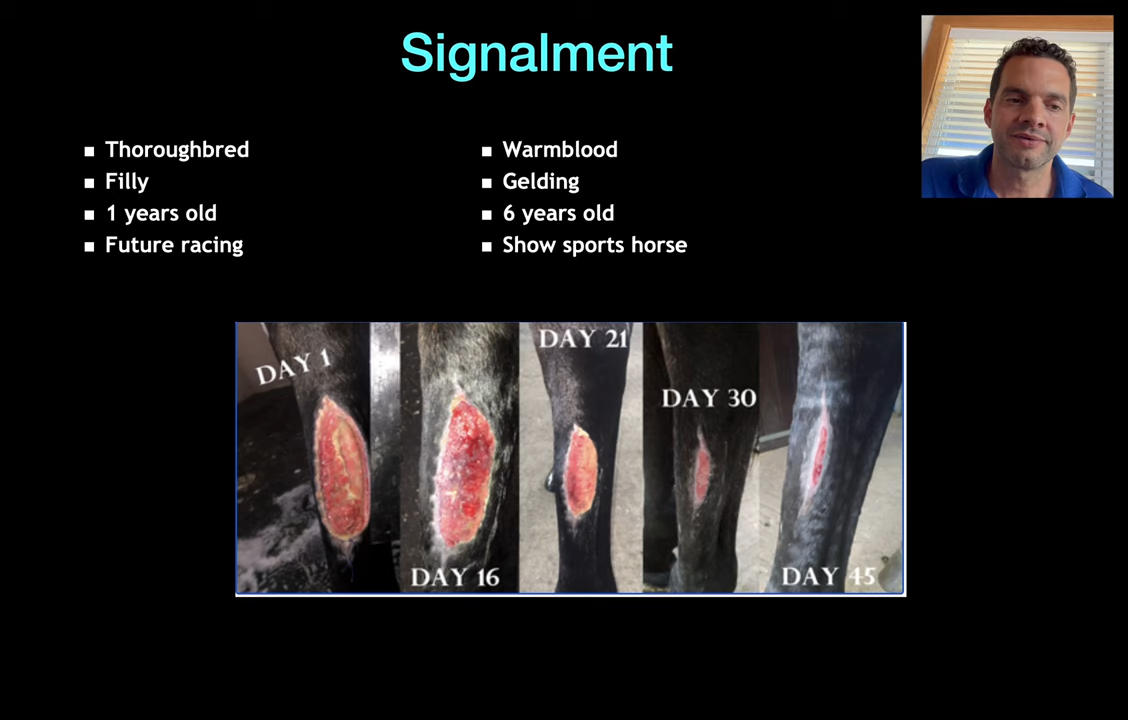 Signalment
Thoroughbred
Filly
1 years old
Future racing
Warmblood
Gelding
6 years old
Show sports horse
DAY 1
DAY 16
DAY 21
DAY 30
DAY 45